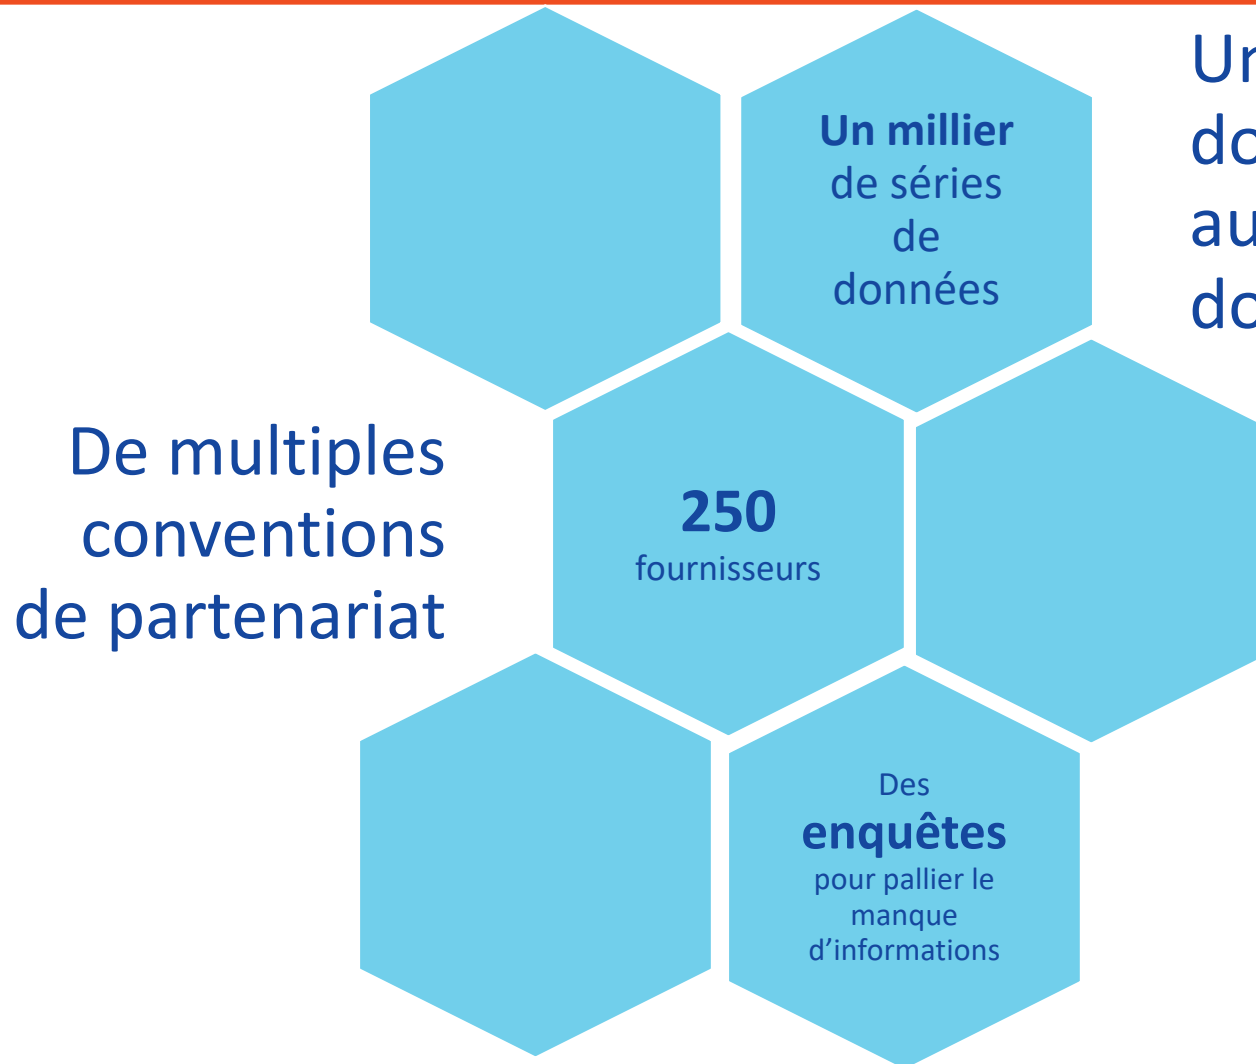 Un millier
de séries
de
données
De multiples
conventions
de partenariat
250
fournisseurs
Des
enquêtes
pour pallier le
manque
d’informations